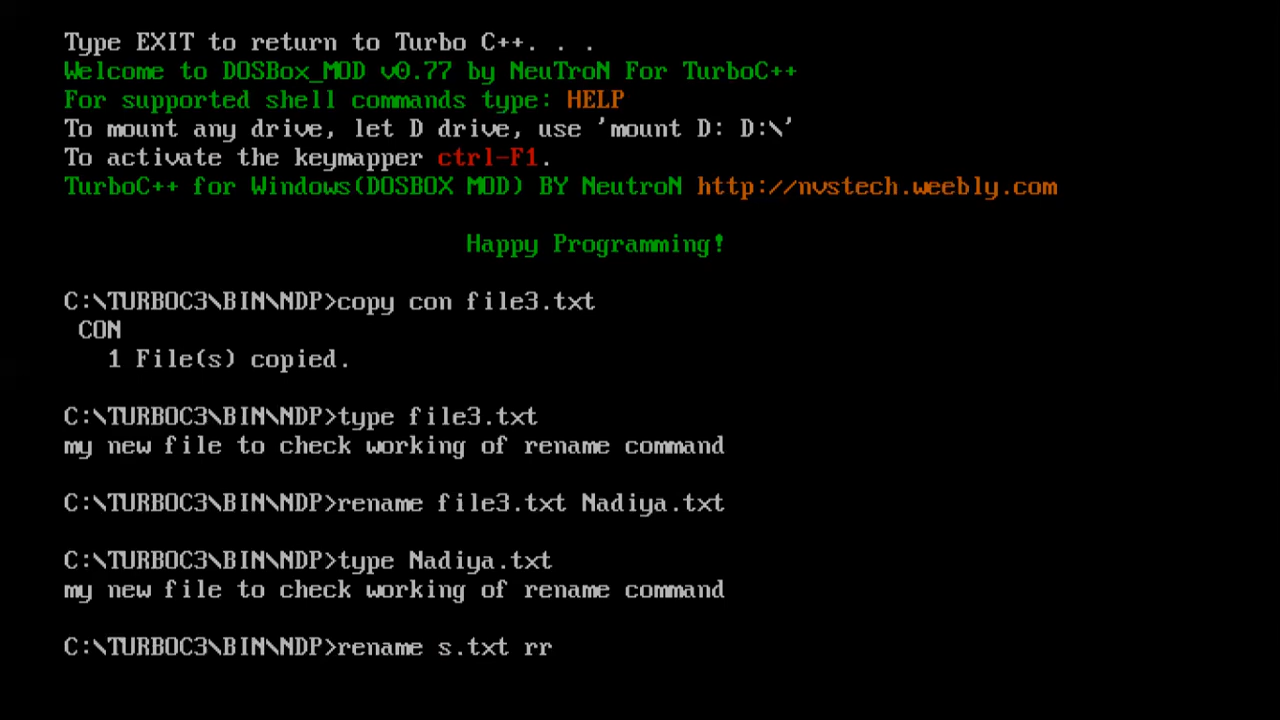 Type EXIT to return to Turbo C++. . .
Welcome to DOSBox_MOD v0.77 by NeuTroN For TurboC++
For supported shell commands type: HELP
To mount any drive, let D drive, use 'mount D: D:\'
To activate the keymapper ctrl-F1.
TurboC++ for Windows(DOSBOX MOD) BY NeutroN http://nvstech.weebly.com
Happy Programming!
C:\TURBOC3\BIN\NDP>copy con file3.txt
CON
1 File(s) copied.
C:\TURBOC3\BIN\NDP>type file3.txt
my new file to check working of rename command
C:\TURBOC3\BIN\NDP>rename file3.txt Nadiya.txt
C:\TURBOC3\BIN\NDP>type Nadiya.txt
my new file to check working of rename command
C:\TURBOC3\BIN\NDP>rename s.txt rr